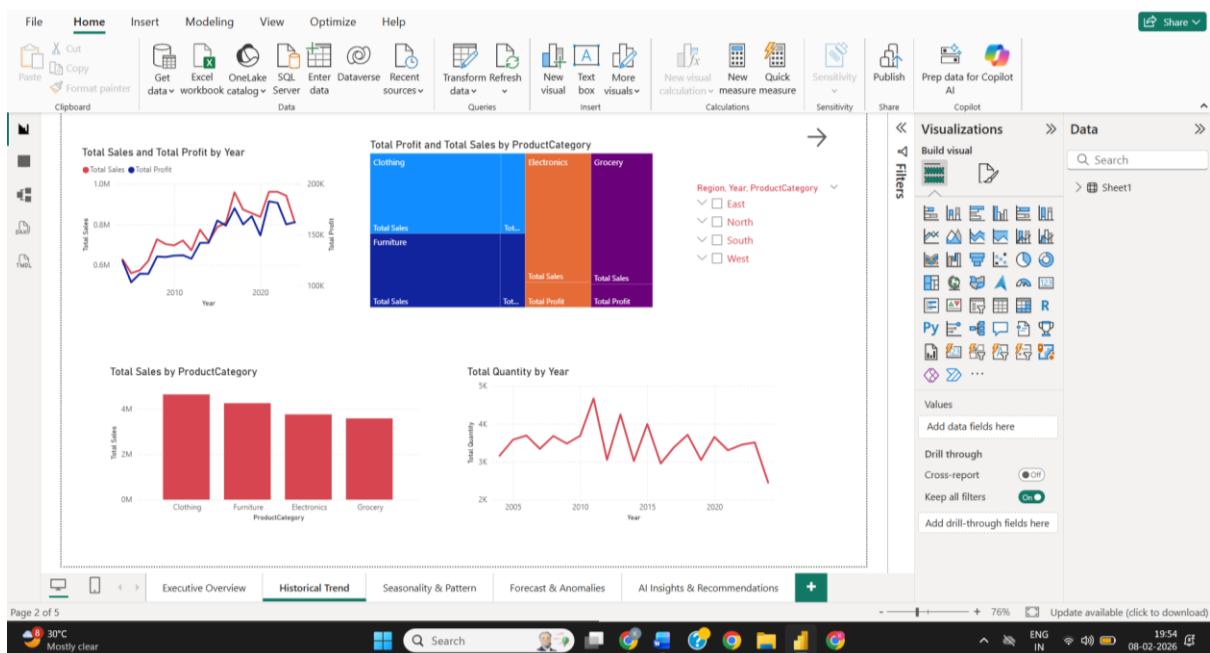 File Home Insert Modeling View Optimize Help
Share
Paste
Cut
Copy
Format painter
Clipboard
Get data
Excel workbook
OneLake catalog
SQL Server
Enter data
Dataverse
Recent sources
Data
Transform data
Refresh
Queries
New visual
Text box
More visuals
Insert
New visual calculation
New measure
Quick measure
Calculations
Sensitivity
Sensitivity
Publish
Share
Prep data for AI
Copilot
Copilot
Total Sales and Total Profit by Year
Total Sales Total Profit
1.0M
0.8M
0.6M
Total Sales
200K
150K
100K
Total Profit
2010 2020
Year
Total Profit and Total Sales by ProductCategory
Clothing
Total Sales
Tot...
Furniture
Total Sales
Tot...
Electronics
Total Sales
Total Profit
Grocery
Total Sales
Total Profit
Region, Year, ProductCategory
East
North
South
West
Total Sales by ProductCategory
4M
2M
0M
Total Sales
Clothing Furniture Electronics Grocery
ProductCategory
Total Quantity by Year
5K
4K
3K
2K
Total Quantity
2005 2010 2015 2020
Year
Filters
Visualizations
Build visual
R
Py
123
Values
Add data fields here
Drill through
Cross-report Off
Keep all filters On
Add drill-through fields here
Data
Search
Sheet1
DAX
TMDL
Executive Overview
Historical Trend
Seasonality & Pattern
Forecast & Anomalies
AI Insights & Recommendations
+
Page 2 of 5
- + 76%
Update available (click to download)
8
30°C
Mostly clear
Search
ENG
IN
19:54
08-02-2026